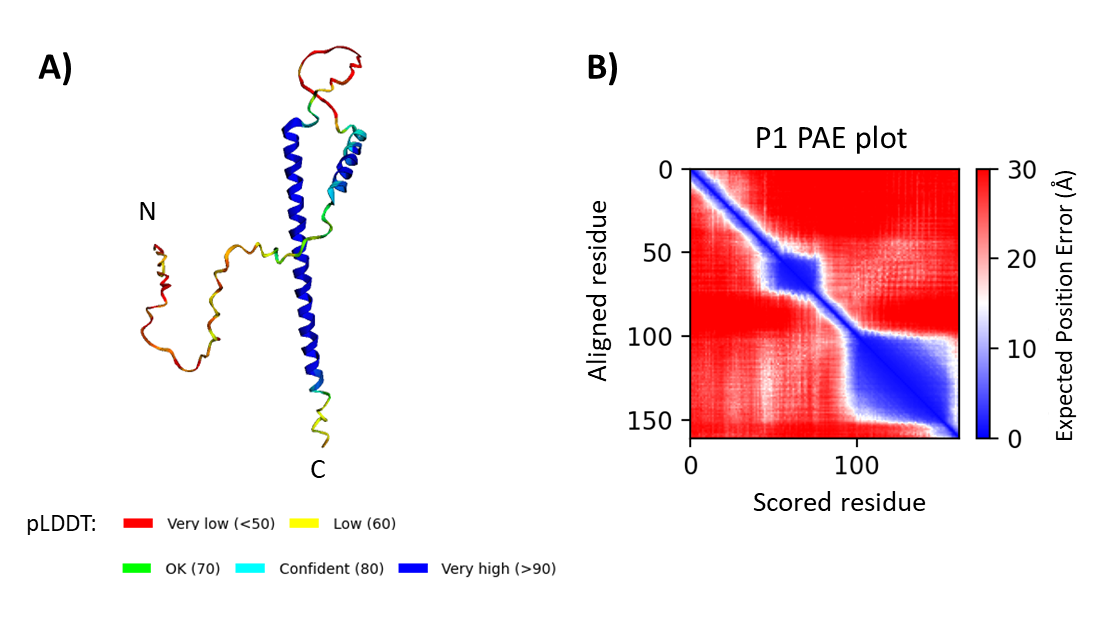 A)
N
C
pLDDT:
Very low (<50)
Low (60)
OK (70)
Confident (80)
Very high (>90)
B)
P1 PAE plot
Aligned residue
0
50
100
150
0
100
Scored residue
30
20
10
0
Expected Position Error (Å)